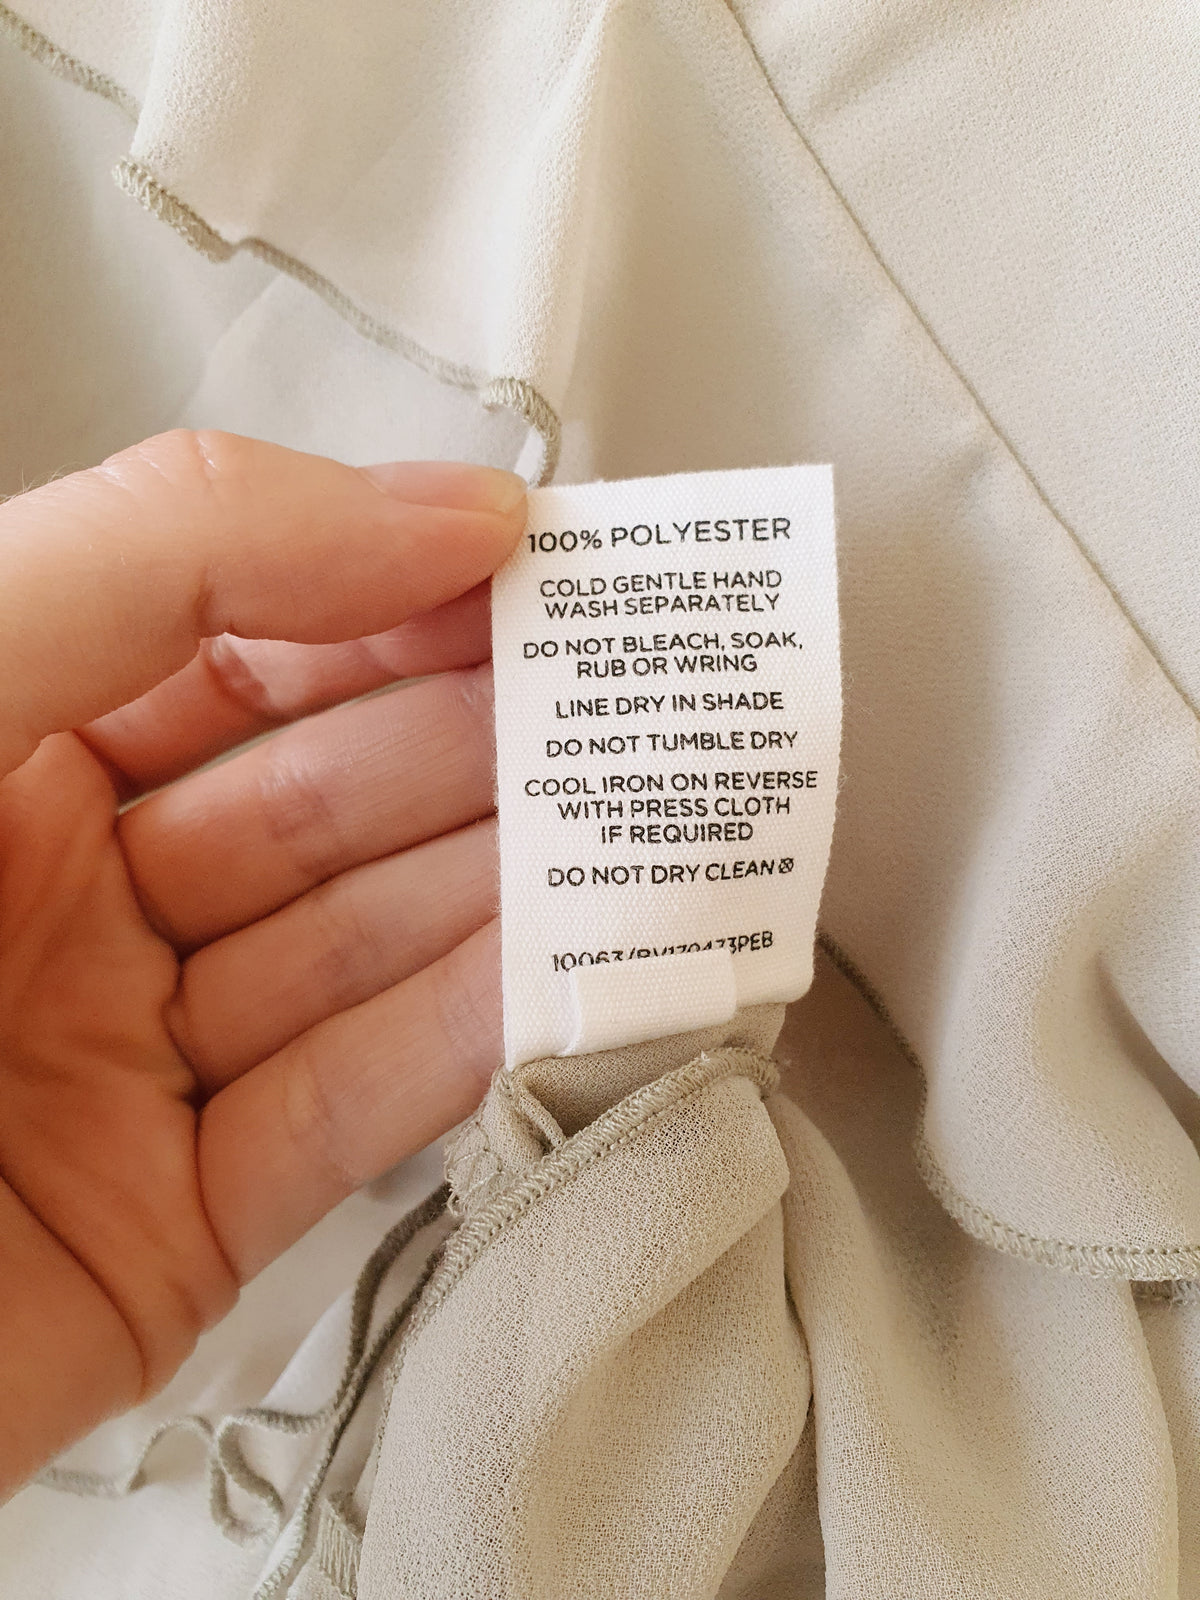 100% POLYESTER
COLD GENTLE HAND
WASH SEPARATELY
DO NOT BLEACH, SOAK,
RUB OR WRING
LINE DRY IN SHADE
DO NOT TUMBLE DRY
COOL IRON ON REVERSE
WITH PRESS CLOTH
IF REQUIRED
DO NOT DRY CLEAN